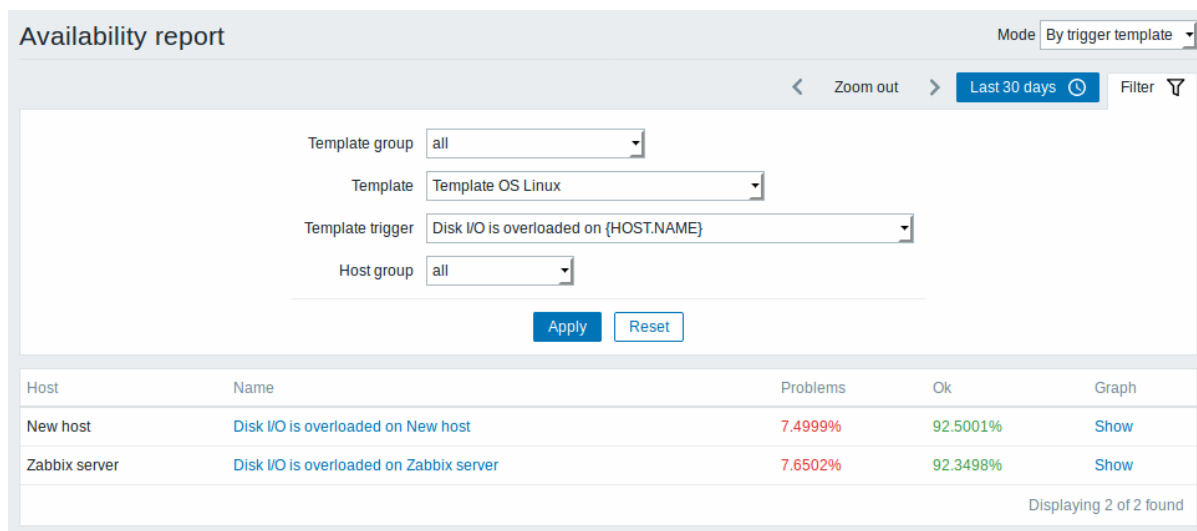 Availability report Mode By trigger template
Zoom out Last 30 days Filter
Template group all
Template Template OS Linux
Template trigger Disk I/O is overloaded on {HOST.NAME}
Host group all
Apply Reset
Host Name Problems Ok Graph
New host Disk I/O is overloaded on New host 7.4999% 92.5001% Show
Zabbix server Disk I/O is overloaded on Zabbix server 7.6502% 92.3498% Show
Displaying 2 of 2 found